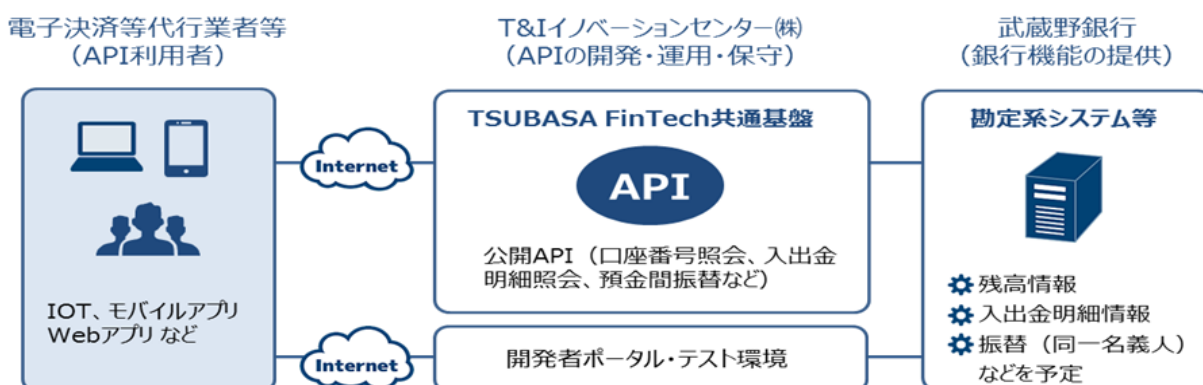 電子決済等代行業者等
(API利用者)
IOT、モバイルアプリ
Webアプリ など
Internet
Internet
T&Iイノベーションセンター㈱
(APIの開発・運用・保守)
TSUBASA FinTech共通基盤
API
公開API（口座番号照会、入出金
明細照会、預金間振替など)
開発者ポータル・テスト環境
武蔵野銀行
(銀行機能の提供)
勘定系システム等
残高情報
入出金明細情報
振替（同一名義人）
などを予定